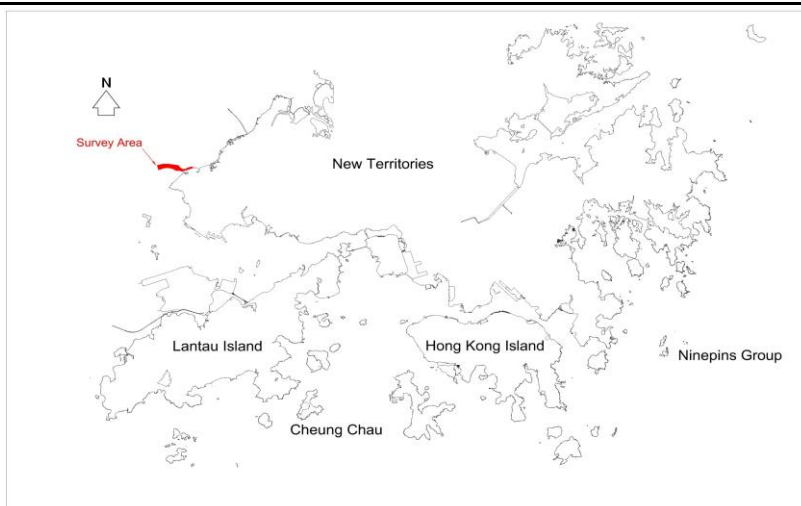 N
Survey Area
New Territories
Lantau Island
Hong Kong Island
Ninepins Group
Cheung Chau